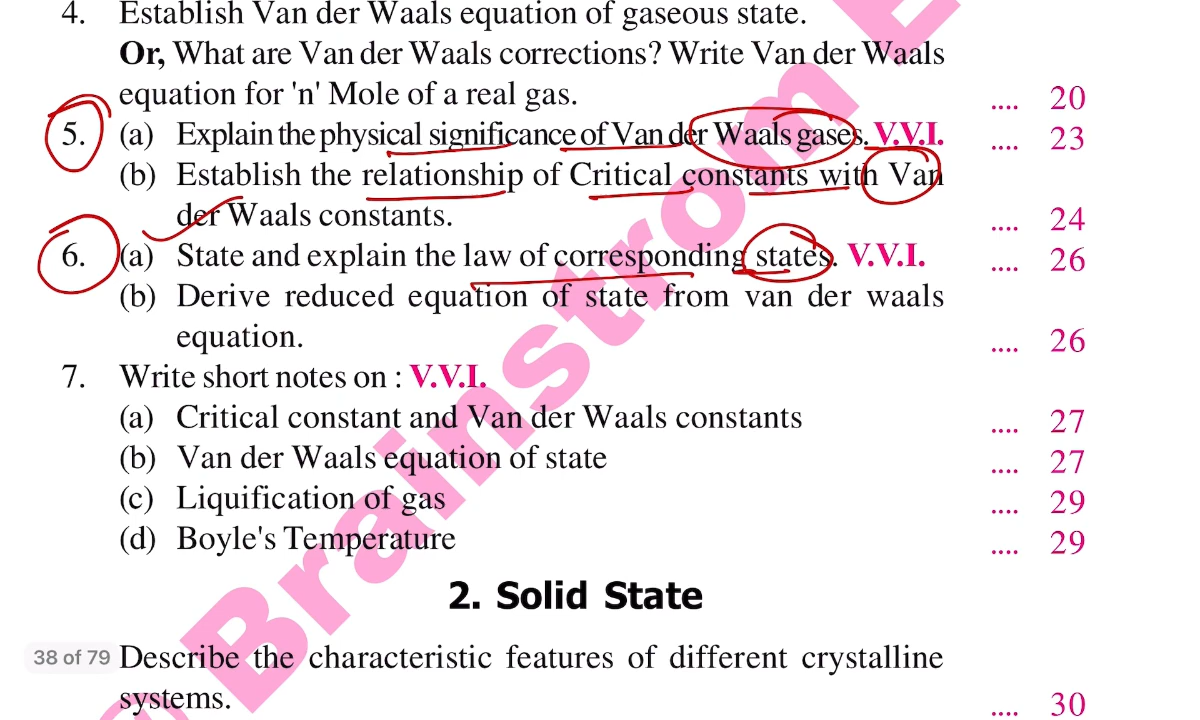 4. Establish Van der Waals equation of gaseous state.
Or, What are Van der Waals corrections? Write Van der Waals
equation for 'n' Mole of a real gas. .... 20
5. (a) Explain the physical significance of Van der Waals gases. V.V.I. .... 23
(b) Establish the relationship of Critical constants with Van
der Waals constants. .... 24
6. (a) State and explain the law of corresponding states. V.V.I. .... 26
(b) Derive reduced equation of state from van der waals
equation. .... 26
7. Write short notes on : V.V.I.
(a) Critical constant and Van der Waals constants .... 27
(b) Van der Waals equation of state .... 27
(c) Liquification of gas .... 29
(d) Boyle's Temperature .... 29
2. Solid State
38 of 79
Describe the characteristic features of different crystalline
systems. .... 30
Brainstrom E